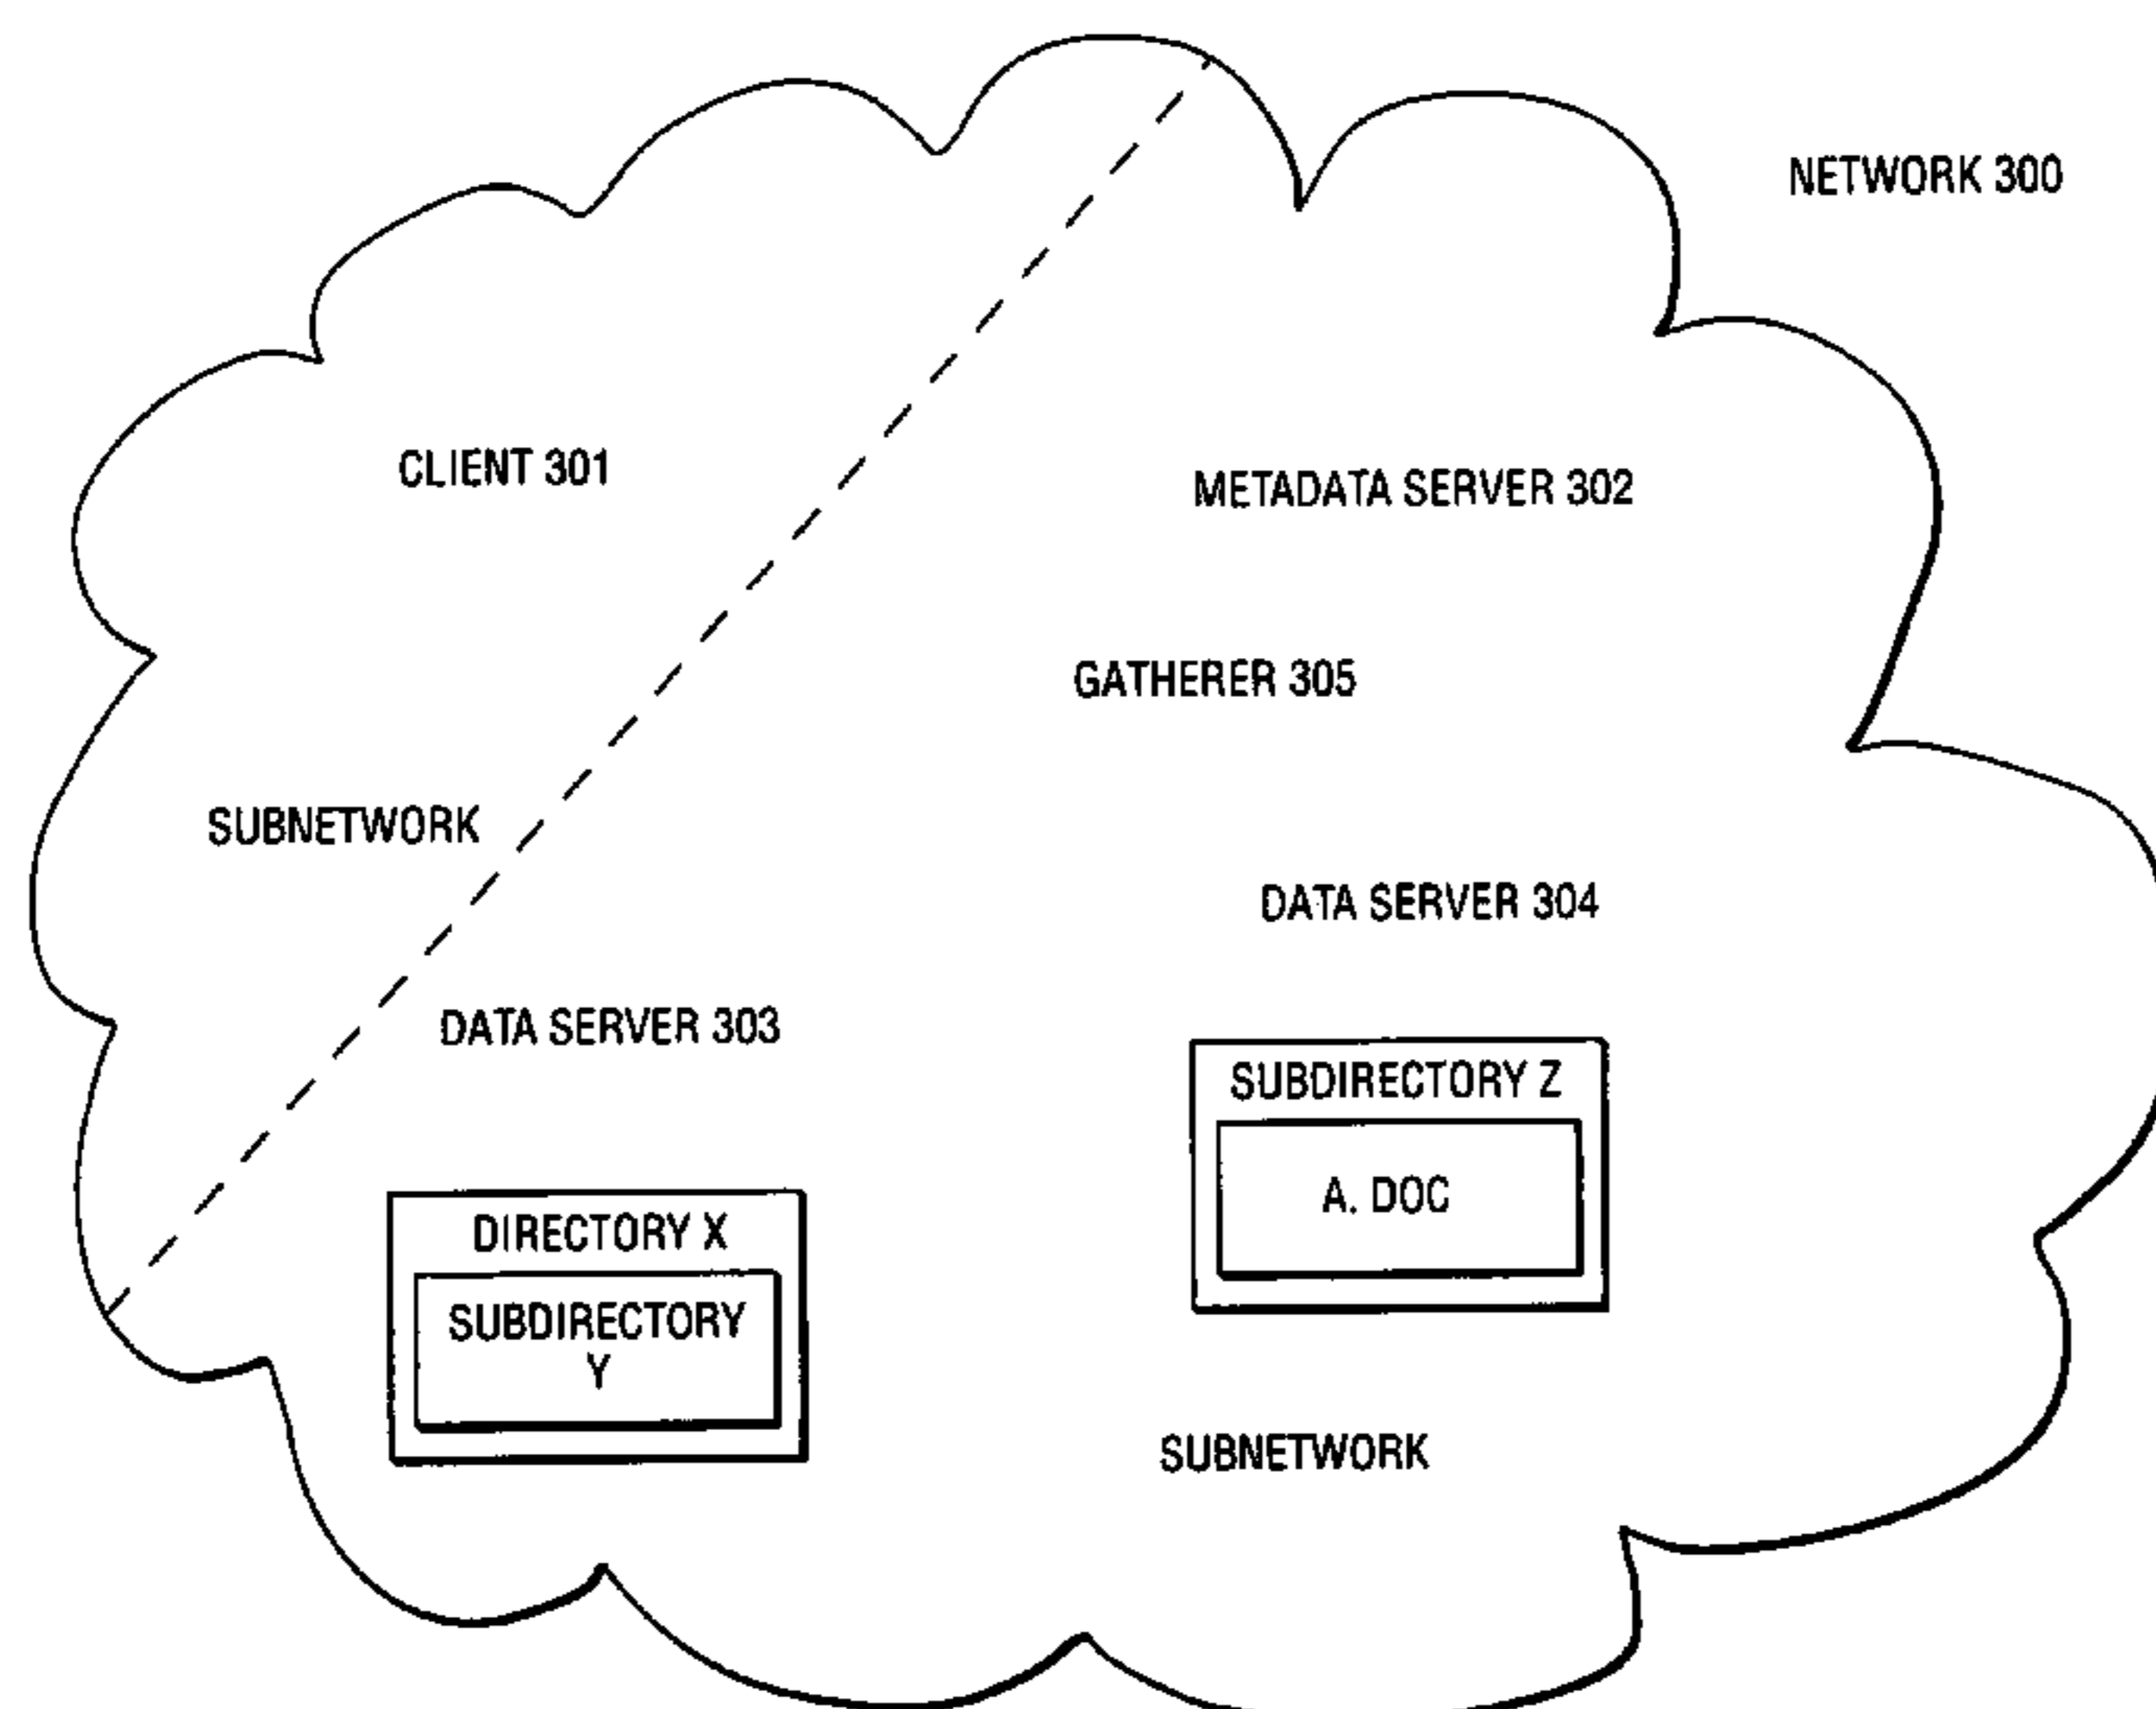 NETWORK 300
CLIENT 301
METADATA SERVER 302
GATHERER 305
SUBNETWORK
DATA SERVER 304
DATA SERVER 303
SUBDIRECTORY Z
A. DOC
DIRECTORY X
SUBDIRECTORY
Y
SUBNETWORK